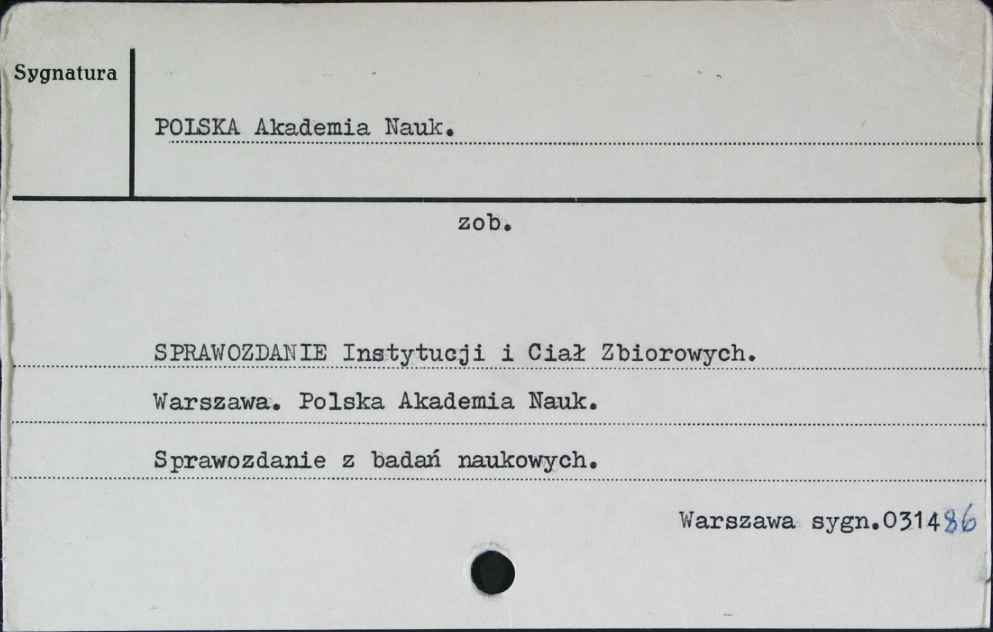 Sygnatura
POLSKA Akademia Nauk.
zob.
SPRAWOZDANIE Instytucji i Ciał Zbiorowych.
Warszawa. Polska Akademia Nauk.
Sprawozdanie z badań naukowych.
Warszawa sygn.031486